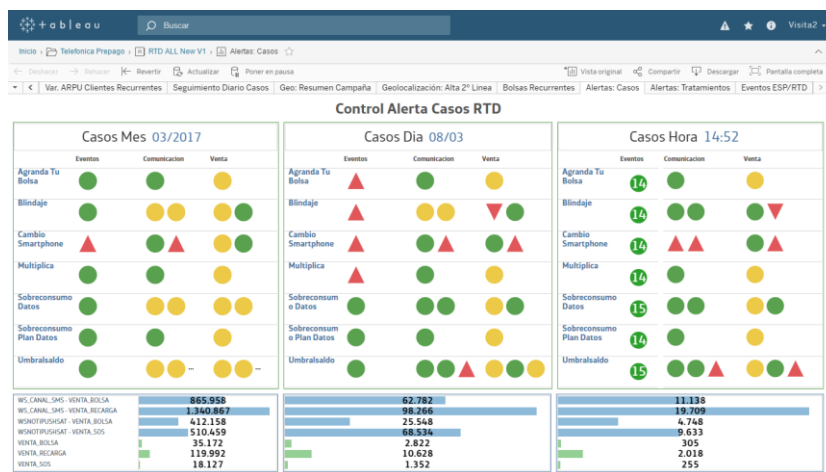 + a b | e a u
Buscar
Visita2
Inicio › Telefonica Prepago › RTD ALL New V1 › Alertas: Casos
Deshacer
Rehacer
Revertir
Actualizar
Poner en pausa
Vista original
Compartir
Descargar
Pantalla completa
Var. ARPU Clientes Recurrentes
Seguimiento Diario Casos
Geo: Resumen Campaña
Geolocalización: Alta 2º Linea
Bolsas Recurrentes
Alertas: Casos
Alertas: Tratamientos
Eventos ESP/RTD
Control Alerta Casos RTD
Casos Mes 03/2017
Eventos Comunicacion Venta
Agranda Tu
Bolsa
Blindaje
Cambio
Smartphone
Multiplica
Sobreconsumo
Datos
Sobreconsumo
Plan Datos
Umbralsaldo
Casos Dia 08/03
Eventos Comunicacion Venta
Agranda Tu
Bolsa
Blindaje
Cambio
Smartphone
Multiplica
Sobreconsum
o Datos
Sobreconsum
o Plan Datos
Umbralsaldo
Casos Hora 14:52
Eventos Comunicacion Venta
Agranda Tu
Bolsa
14
Blindaje
14
Cambio
Smartphone
14
Multiplica
14
Sobreconsumo
Datos
15
Sobreconsumo
Plan Datos
14
Umbralsaldo
15
WS_CANAL_SMS - VENTA_BOLSA 865.958 62.782 11.138
WS_CANAL_SMS - VENTA_RECARGA 1.340.867 98.266 19.709
WSNOTIPUSHSAT - VENTA_BOLSA 412.158 25.548 4.748
WSNOTIPUSHSAT - VENTA_SOS 510.459 68.534 9.633
VENTA_BOLSA 35.172 2.822 305
VENTA_RECARGA 119.992 10.628 2.018
VENTA_SOS 18.127 1.352 255